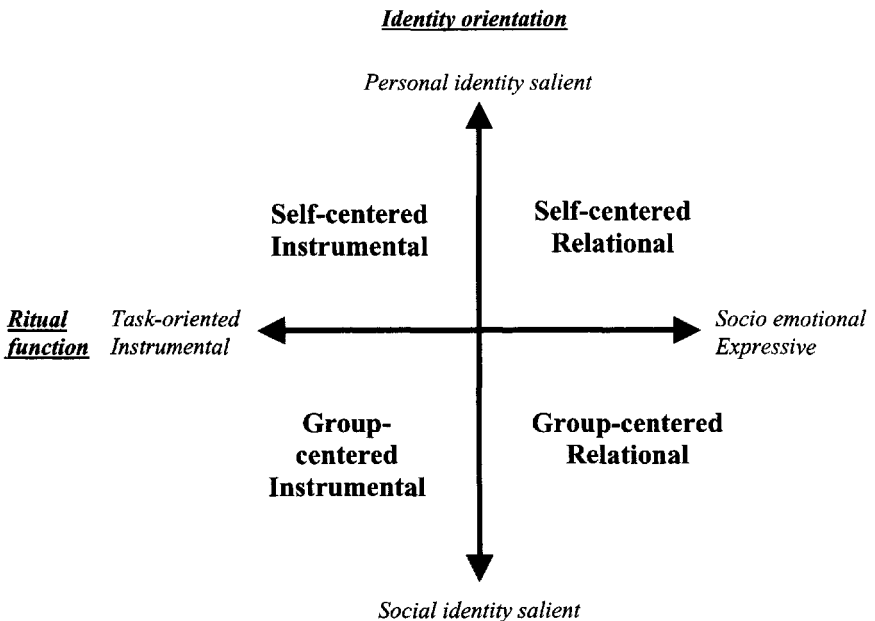 Identity orientation
Personal identity salient
Self-centered
Instrumental
Self-centered
Relational
Ritual
function
Task-oriented
Instrumental
Socio emotional
Expressive
Group-
centered
Instrumental
Group-centered
Relational
Social identity salient